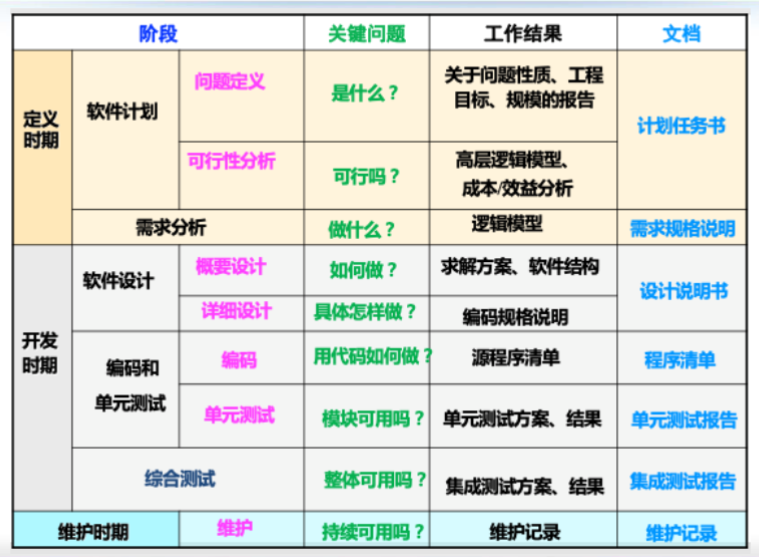 阶段 关键问题 工作结果 文档
定义
时期
软件计划
问题定义
是什么？
关于问题性质、工程
目标、规模的报告
计划任务书
可行性分析
可行吗？
高层逻辑模型、
成本/效益分析
需求分析 做什么？ 逻辑模型 需求规格说明
开发
时期
软件设计
概要设计 如何做？ 求解方案、软件结构
设计说明书
详细设计 具体怎样做？ 编码规格说明
编码和
单元测试
编码 用代码如何做？ 源程序清单 程序清单
单元测试 模块可用吗？ 单元测试方案、结果 单元测试报告
综合测试 整体可用吗？ 集成测试方案、结果 集成测试报告
维护时期 维护 持续可用吗？ 维护记录 维护记录